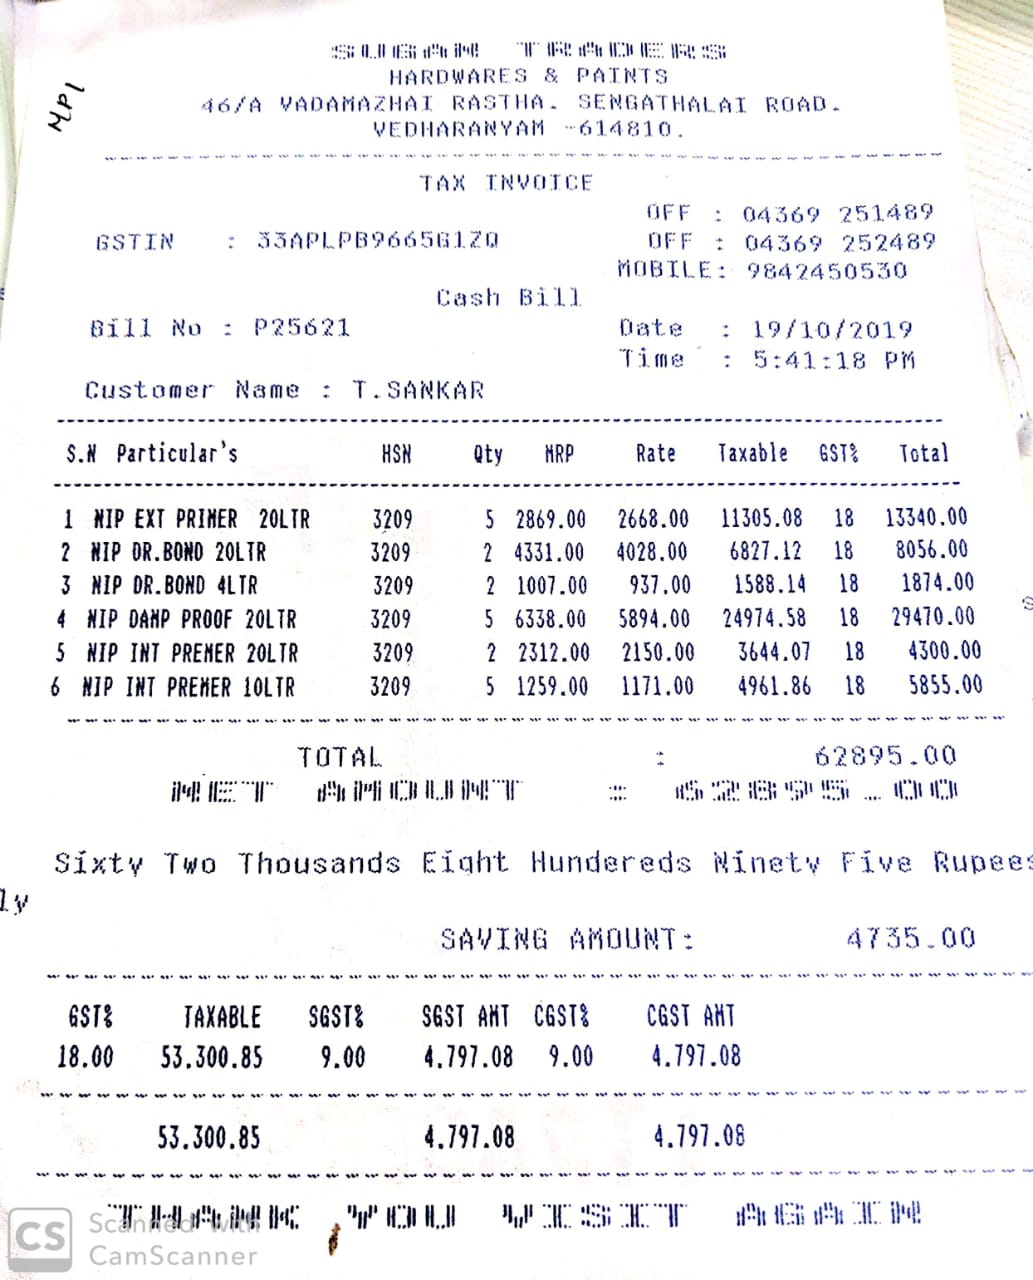 MPL
SUGAM TRADERS
HARDWARES & PAINTS
46/A VADAMAZHAI RASTHA. SENGATHALAI ROAD.
VEDHARANYAM -614810.
TAX INVOICE
OFF : 04369 251489
GSTIN : 33APLPB9665G1ZQ OFF : 04369 252489
MOBILE: 9842450530
Cash Bill
Bill No : P25621 Date : 19/10/2019
Time : 5:41:18 PM
Customer Name : T.SANKAR
S.N Particular's HSN Qty MRP Rate Taxable GST% Total
1 NIP EXT PRIMER 20LTR 3209 5 2869.00 2668.00 11305.08 18 13340.00
2 NIP DR.BOND 20LTR 3209 2 4331.00 4028.00 6827.12 18 8056.00
3 NIP DR.BOND 4LTR 3209 2 1007.00 937.00 1588.14 18 1874.00
4 NIP DAMP PROOF 20LTR 3209 5 6338.00 5894.00 24974.58 18 29470.00
5 NIP INT PREMER 20LTR 3209 2 2312.00 2150.00 3644.07 18 4300.00
6 NIP INT PREMER 10LTR 3209 5 1259.00 1171.00 4961.86 18 5855.00
TOTAL : 62895.00
NET AMOUNT : 62895.00
Sixty Two Thousands Eight Hundereds Ninety Five Rupees
ly
SAVING AMOUNT: 4735.00
GST% TAXABLE SGST% SGST AMT CGST% CGST AMT
18.00 53.300.85 9.00 4.797.08 9.00 4.797.08
53.300.85 4.797.08 4.797.08
THANK YOU VISIT AGAIN
CS Scanned with
CamScanner